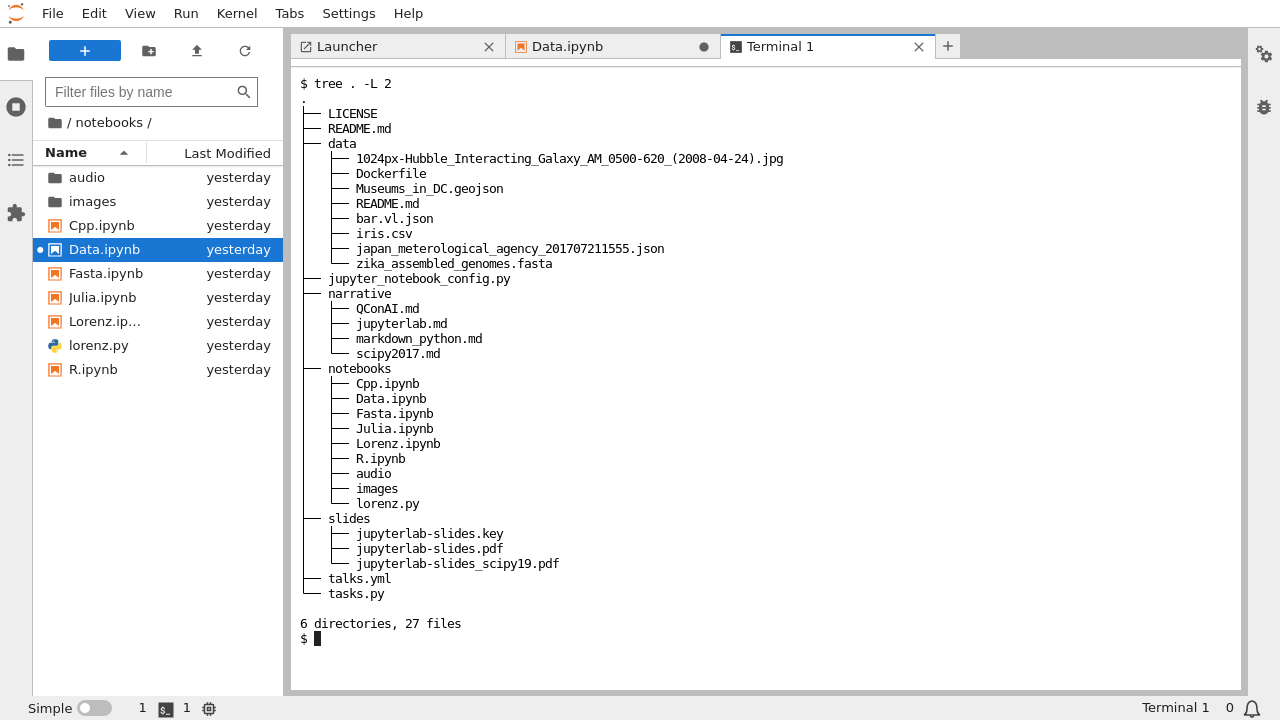 File Edit View Run Kernel Tabs Settings Help
Launcher Data.ipynb Terminal 1
Filter files by name
/ notebooks /
Name Last Modified
audio yesterday
images yesterday
Cpp.ipynb yesterday
Data.ipynb yesterday
Fasta.ipynb yesterday
Julia.ipynb yesterday
Lorenz.ip… yesterday
lorenz.py yesterday
R.ipynb yesterday
$ tree . -L 2
.
├── LICENSE
├── README.md
├── data
│   ├── 1024px-Hubble_Interacting_Galaxy_AM_0500-620_(2008-04-24).jpg
│   ├── Dockerfile
│   ├── Museums_in_DC.geojson
│   ├── README.md
│   ├── bar.vl.json
│   ├── iris.csv
│   ├── japan_meterological_agency_201707211555.json
│   └── zika_assembled_genomes.fasta
├── jupyter_notebook_config.py
├── narrative
│   ├── QConAI.md
│   ├── jupyterlab.md
│   ├── markdown_python.md
│   └── scipy2017.md
├── notebooks
│   ├── Cpp.ipynb
│   ├── Data.ipynb
│   ├── Fasta.ipynb
│   ├── Julia.ipynb
│   ├── Lorenz.ipynb
│   ├── R.ipynb
│   ├── audio
│   ├── images
│   └── lorenz.py
├── slides
│   ├── jupyterlab-slides.key
│   ├── jupyterlab-slides.pdf
│   └── jupyterlab-slides_scipy19.pdf
├── talks.yml
└── tasks.py
6 directories, 27 files
$
Simple 1 $_ 1 Terminal 1 0